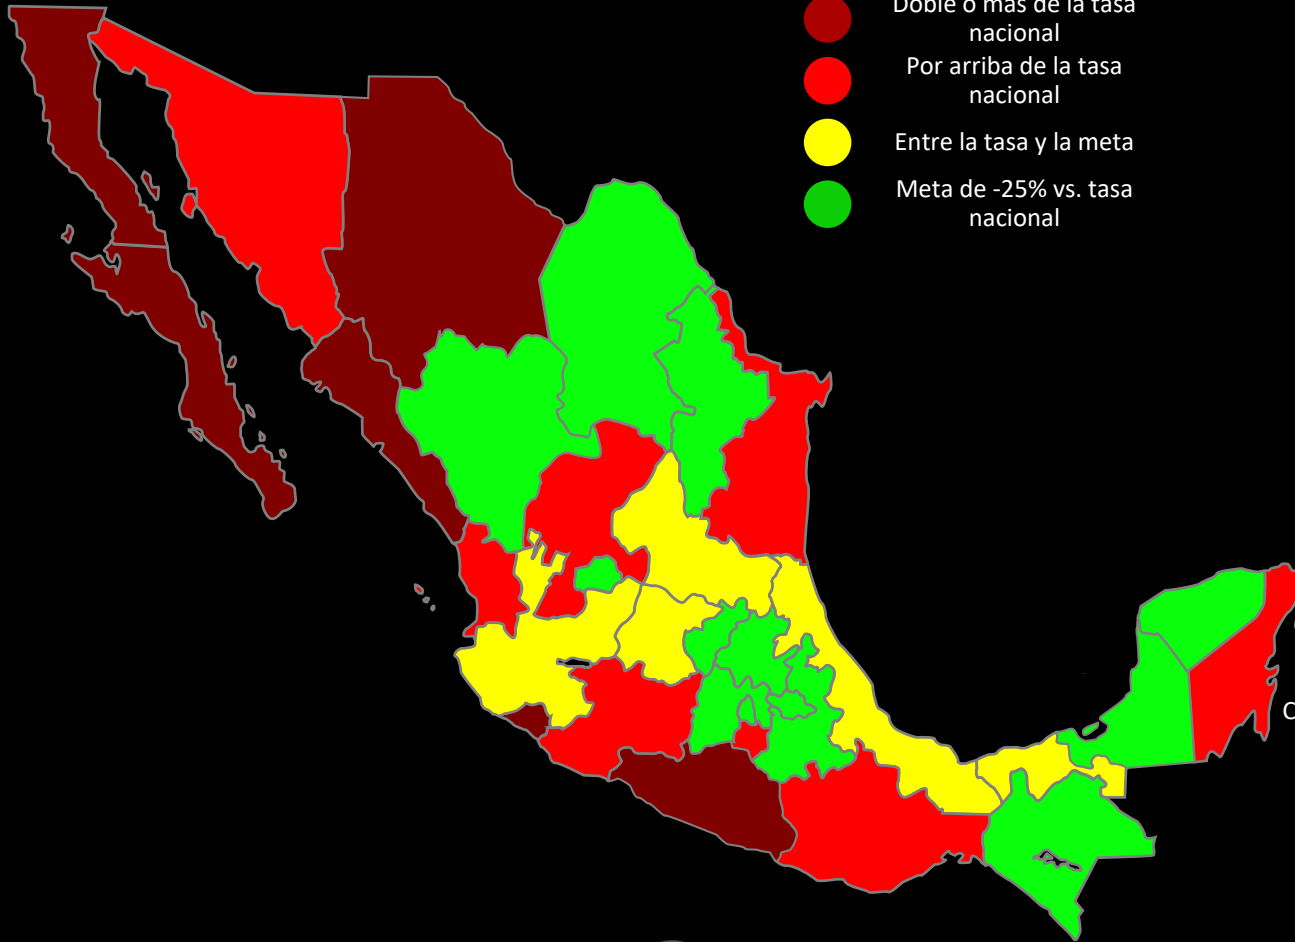 Doble o más de la tasa
nacional
Por arriba de la tasa
nacional
Entre la tasa y la meta
Meta de -25% vs. tasa
nacional
C